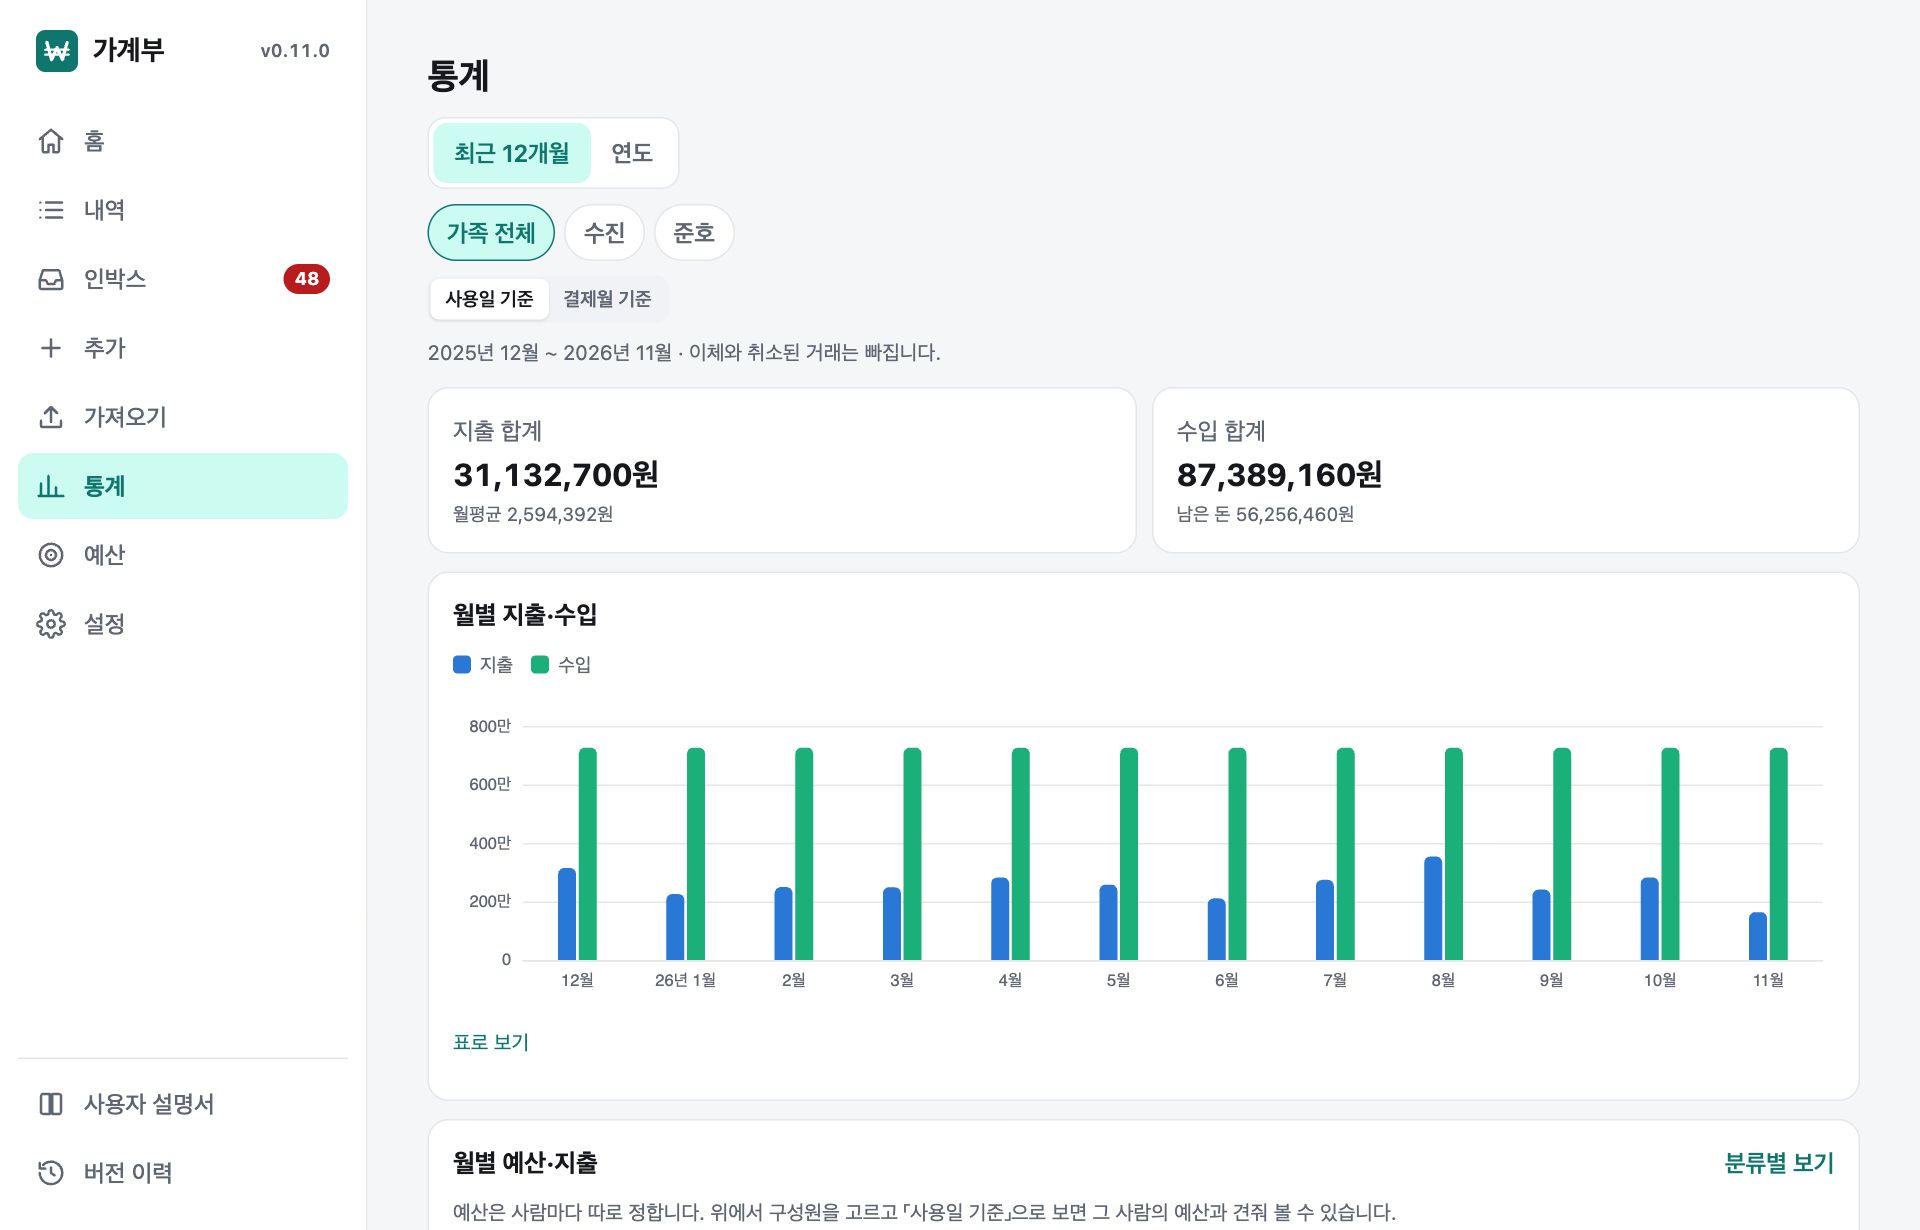 가계부 v0.11.0
홈
내역
인박스 48
추가
가져오기
통계
예산
설정
사용자 설명서
버전 이력
통계
최근 12개월 연도
가족 전체 수진 준호
사용일 기준 결제월 기준
2025년 12월 ~ 2026년 11월 · 이체와 취소된 거래는 빠집니다.
지출 합계
31,132,700원
월평균 2,594,392원
수입 합계
87,389,160원
남은 돈 56,256,460원
월별 지출·수입
지출 수입
800만
600만
400만
200만
0
12월 26년 1월 2월 3월 4월 5월 6월 7월 8월 9월 10월 11월
표로 보기
월별 예산·지출 분류별 보기
예산은 사람마다 따로 정합니다. 위에서 구성원을 고르고 「사용일 기준」으로 보면 그 사람의 예산과 견줘 볼 수 있습니다.